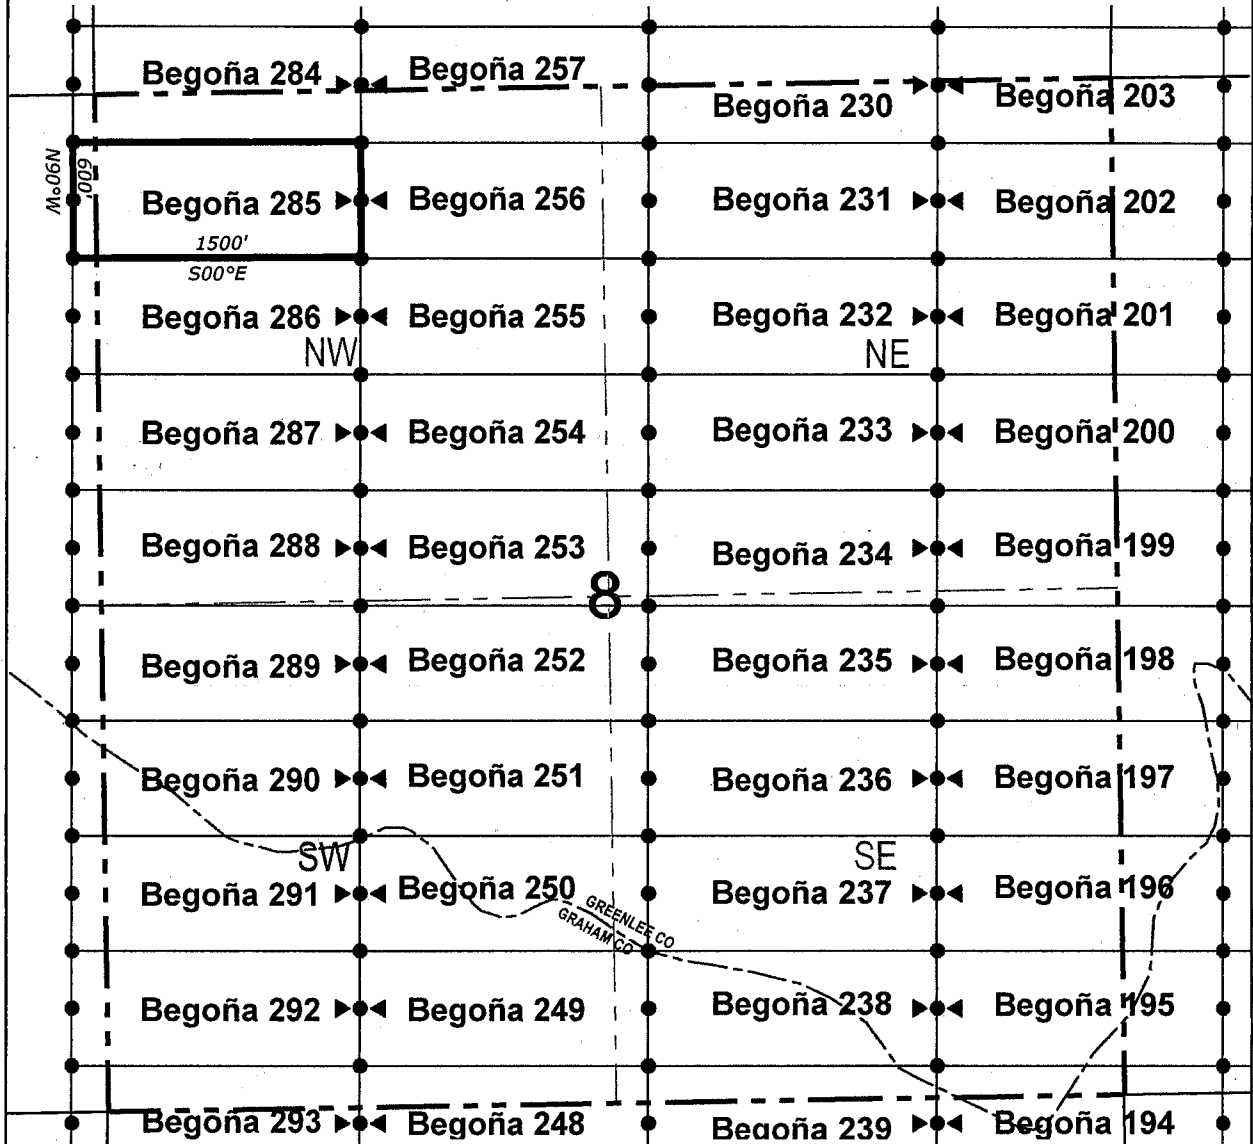 Begoña 284 Begoña 257 Begoña 230 Begoña 203
N90°W 600' Begoña 285 Begoña 256 Begoña 231 Begoña 202
1500'
S00°E
Begoña 286 Begoña 255 Begoña 232 Begoña 201
NW NE
Begoña 287 Begoña 254 Begoña 233 Begoña 200
Begoña 288 Begoña 253 Begoña 234 Begoña 199
8
Begoña 289 Begoña 252 Begoña 235 Begoña 198
Begoña 290 Begoña 251 Begoña 236 Begoña 197
SW SE
Begoña 291 Begoña 250 Begoña 237 Begoña 196
GREENLEE CO
GRAHAM CO
Begoña 292 Begoña 249 Begoña 238 Begoña 195
Begoña 293 Begoña 248 Begoña 239 Begoña 194